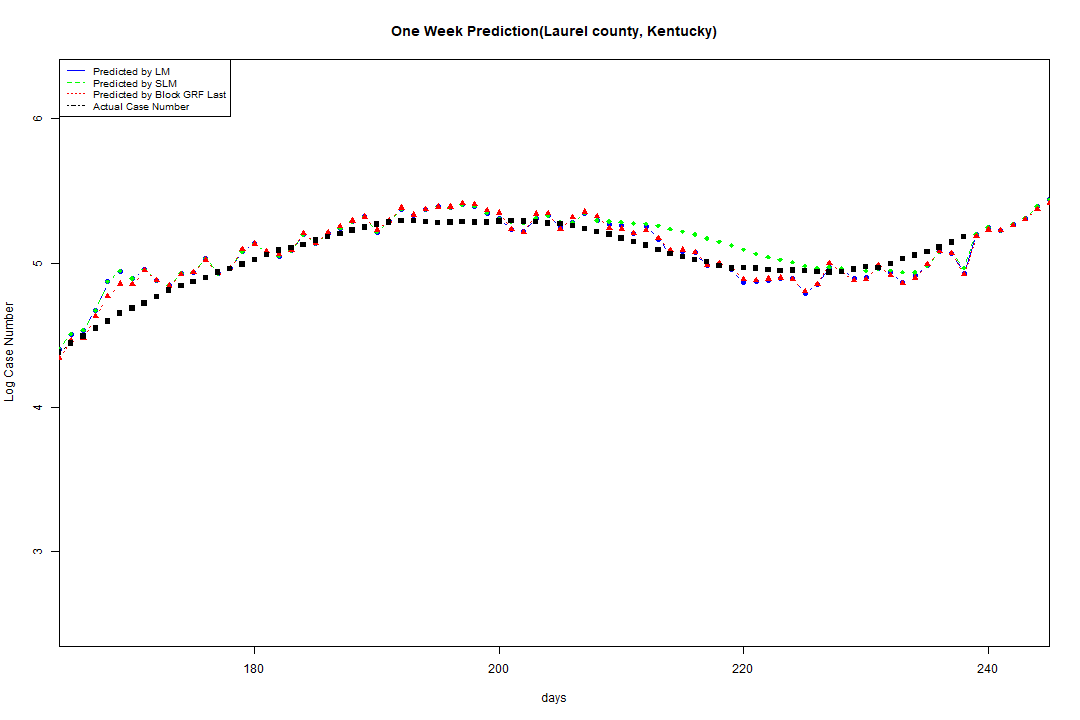 One Week Prediction(Laurel county, Kentucky)
Predicted by LM
Predicted by SLM
Predicted by Block GRF Last
Actual Case Number
6
5
4
3
Log Case Number
180 200 220 240
days